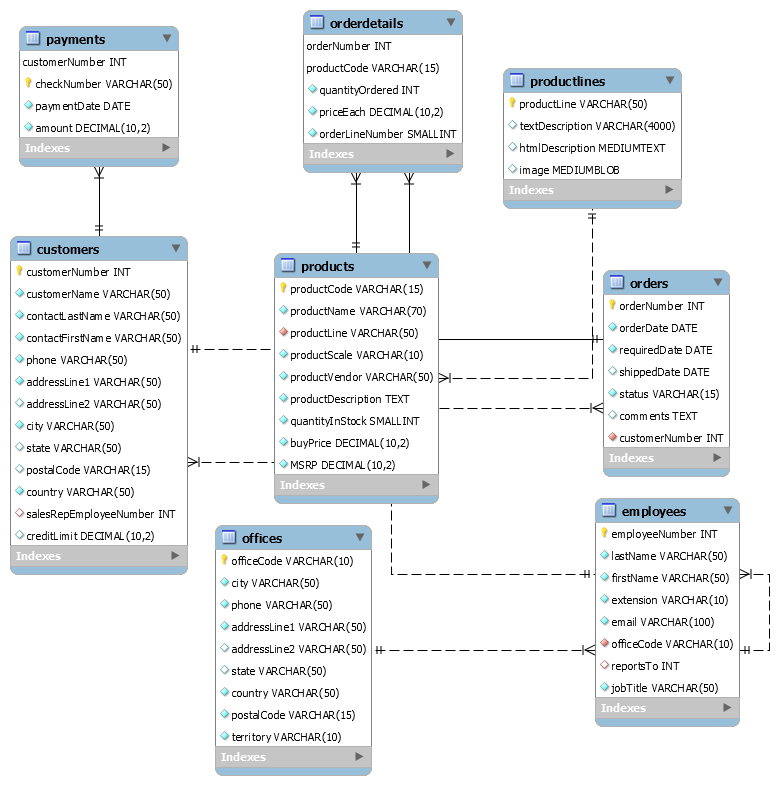 payments
customerNumber INT
checkNumber VARCHAR(50)
paymentDate DATE
amount DECIMAL(10,2)
Indexes
orderdetails
orderNumber INT
productCode VARCHAR(15)
quantityOrdered INT
priceEach DECIMAL(10,2)
orderLineNumber SMALLINT
Indexes
productlines
productLine VARCHAR(50)
textDescription VARCHAR(4000)
htmlDescription MEDIUMTEXT
image MEDIUMBLOB
Indexes
customers
customerNumber INT
customerName VARCHAR(50)
contactLastName VARCHAR(50)
contactFirstName VARCHAR(50)
phone VARCHAR(50)
addressLine1 VARCHAR(50)
addressLine2 VARCHAR(50)
city VARCHAR(50)
state VARCHAR(50)
postalCode VARCHAR(15)
country VARCHAR(50)
salesRepEmployeeNumber INT
creditLimit DECIMAL(10,2)
Indexes
products
productCode VARCHAR(15)
productName VARCHAR(70)
productLine VARCHAR(50)
productScale VARCHAR(10)
productVendor VARCHAR(50)
productDescription TEXT
quantityInStock SMALLINT
buyPrice DECIMAL(10,2)
MSRP DECIMAL(10,2)
Indexes
orders
orderNumber INT
orderDate DATE
requiredDate DATE
shippedDate DATE
status VARCHAR(15)
comments TEXT
customerNumber INT
Indexes
offices
officeCode VARCHAR(10)
city VARCHAR(50)
phone VARCHAR(50)
addressLine1 VARCHAR(50)
addressLine2 VARCHAR(50)
state VARCHAR(50)
country VARCHAR(50)
postalCode VARCHAR(15)
territory VARCHAR(10)
Indexes
employees
employeeNumber INT
lastName VARCHAR(50)
firstName VARCHAR(50)
extension VARCHAR(10)
email VARCHAR(100)
officeCode VARCHAR(10)
reportsTo INT
jobTitle VARCHAR(50)
Indexes